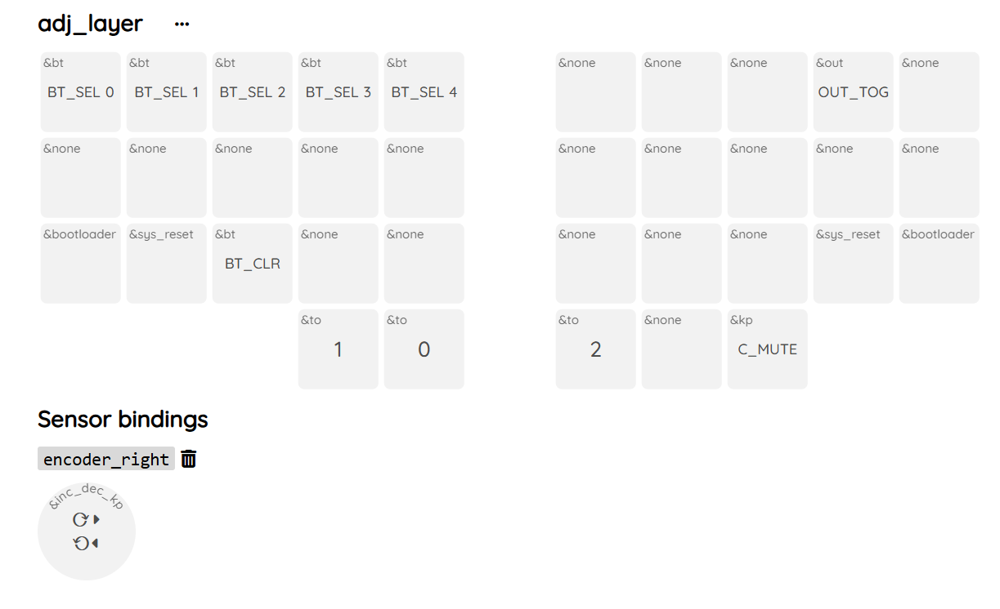 adj_layer ...
&bt &bt &bt &bt &bt &none &none &none &out &none
BT_SEL 0 BT_SEL 1 BT_SEL 2 BT_SEL 3 BT_SEL 4 OUT_TOG
&none &none &none &none &none &none &none &none &none &none
&bootloader &sys_reset &bt &none &none &none &none &none &sys_reset &bootloader
BT_CLR
&to &to &to &none &kp
1 0 2 C_MUTE
Sensor bindings
encoder_right
&inc_dec_kp